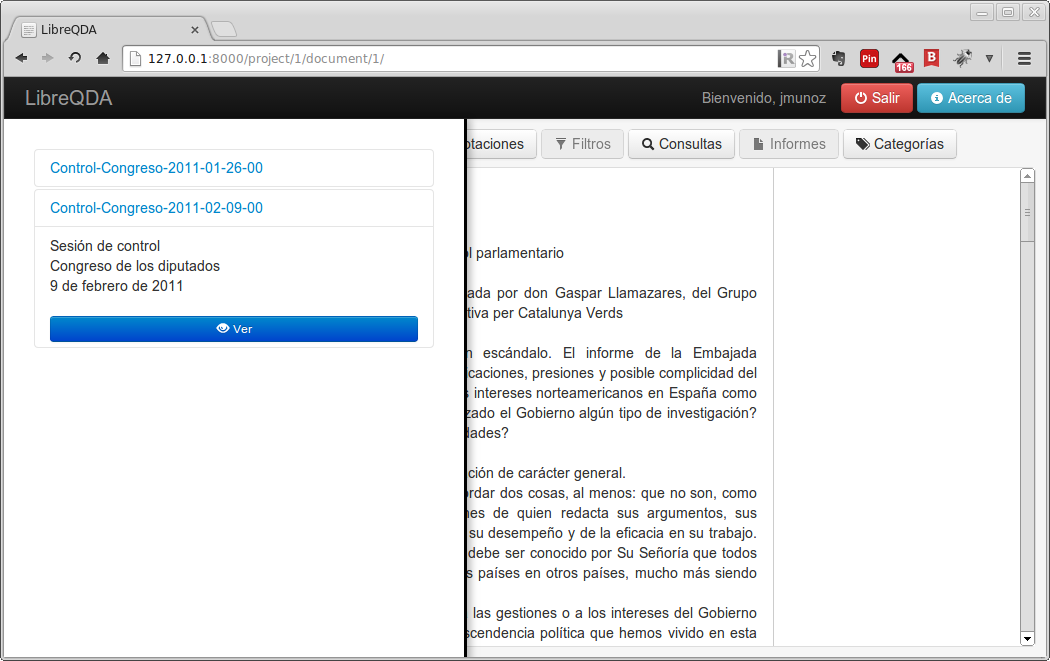 LibreQDA
127.0.0.1:8000/project/1/document/1/
Pin
166
B
LibreQDA
Bienvenido, jmunoz
Salir
Acerca de
Control-Congreso-2011-01-26-00
Control-Congreso-2011-02-09-00
Sesión de control
Congreso de los diputados
9 de febrero de 2011
Ver
otaciones
Filtros
Consultas
Informes
Categorías
ol parlamentario
ada por don Gaspar Llamazares, del Grupo
tiva per Catalunya Verds
n escándalo. El informe de la Embajada
caciones, presiones y posible complicidad del
s intereses norteamericanos en España como
zado el Gobierno algún tipo de investigación?
dades?
ción de carácter general.
ordar dos cosas, al menos: que no son, como
nes de quien redacta sus argumentos, sus
su desempeño y de la eficacia en su trabajo.
debe ser conocido por Su Señoría que todos
s países en otros países, mucho más siendo
las gestiones o a los intereses del Gobierno
scendencia política que hemos vivido en esta